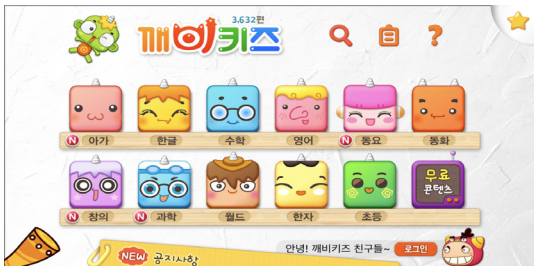 3,632편
깨비키즈
N 아가 한글 수학 영어 N 동요 동화
N 창의 N 과학 월드 한자 초등 무료 콘텐츠
안녕! 깨비키즈 친구들~ 로그인
NEW 공지사항